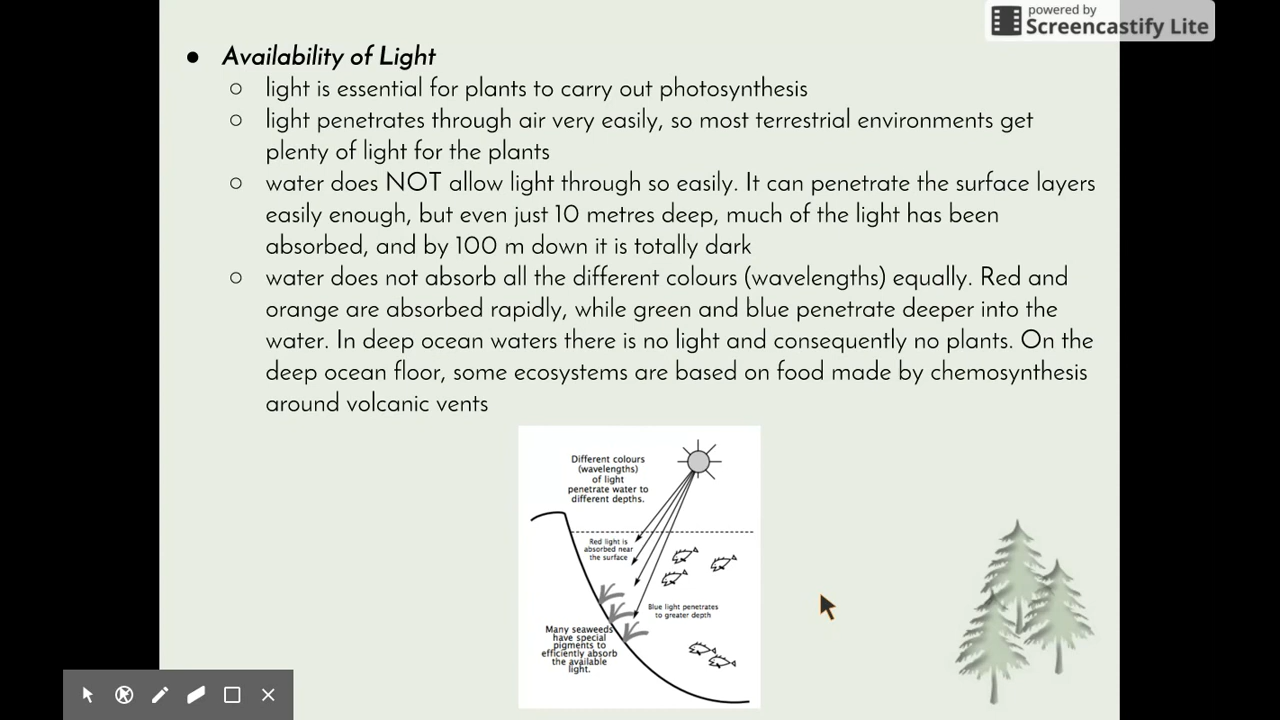 powered by
Screencastify Lite
● Availability of Light
○ light is essential for plants to carry out photosynthesis
○ light penetrates through air very easily, so most terrestrial environments get
plenty of light for the plants
○ water does NOT allow light through so easily. It can penetrate the surface layers
easily enough, but even just 10 metres deep, much of the light has been
absorbed, and by 100 m down it is totally dark
○ water does not absorb all the different colours (wavelengths) equally. Red and
orange are absorbed rapidly, while green and blue penetrate deeper into the
water. In deep ocean waters there is no light and consequently no plants. On the
deep ocean floor, some ecosystems are based on food made by chemosynthesis
around volcanic vents
Different colours
(wavelengths)
of light
penetrate water to
different depths.
Red light is
absorbed near
the surface
Blue light penetrates
to greater depth
Many seaweeds
have special
pigments to
efficiently absorb
the available
light.